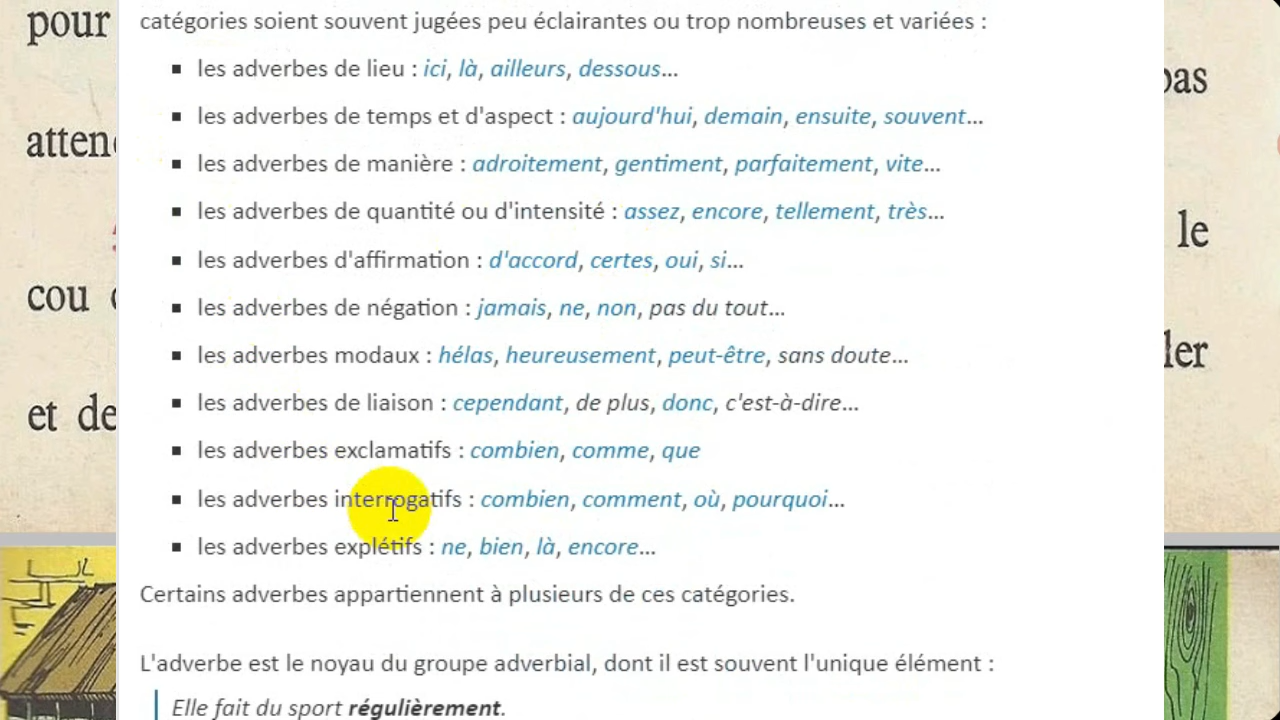 pour
catégories soient souvent jugées peu éclairantes ou trop nombreuses et variées :
les adverbes de lieu : ici, là, ailleurs, dessous...
pas
les adverbes de temps et d'aspect : aujourd'hui, demain, ensuite, souvent...
atten
les adverbes de manière : adroitement, gentiment, parfaitement, vite...
les adverbes de quantité ou d'intensité : assez, encore, tellement, très...
le
les adverbes d'affirmation : d'accord, certes, oui, si...
cou
les adverbes de négation : jamais, ne, non, pas du tout...
les adverbes modaux : hélas, heureusement, peut-être, sans doute...
ler
les adverbes de liaison : cependant, de plus, donc, c'est-à-dire...
et de
les adverbes exclamatifs : combien, comme, que
les adverbes interrogatifs : combien, comment, où, pourquoi...
les adverbes explétifs : ne, bien, là, encore...
Certains adverbes appartiennent à plusieurs de ces catégories.
L'adverbe est le noyau du groupe adverbial, dont il est souvent l'unique élément :
Elle fait du sport régulièrement.